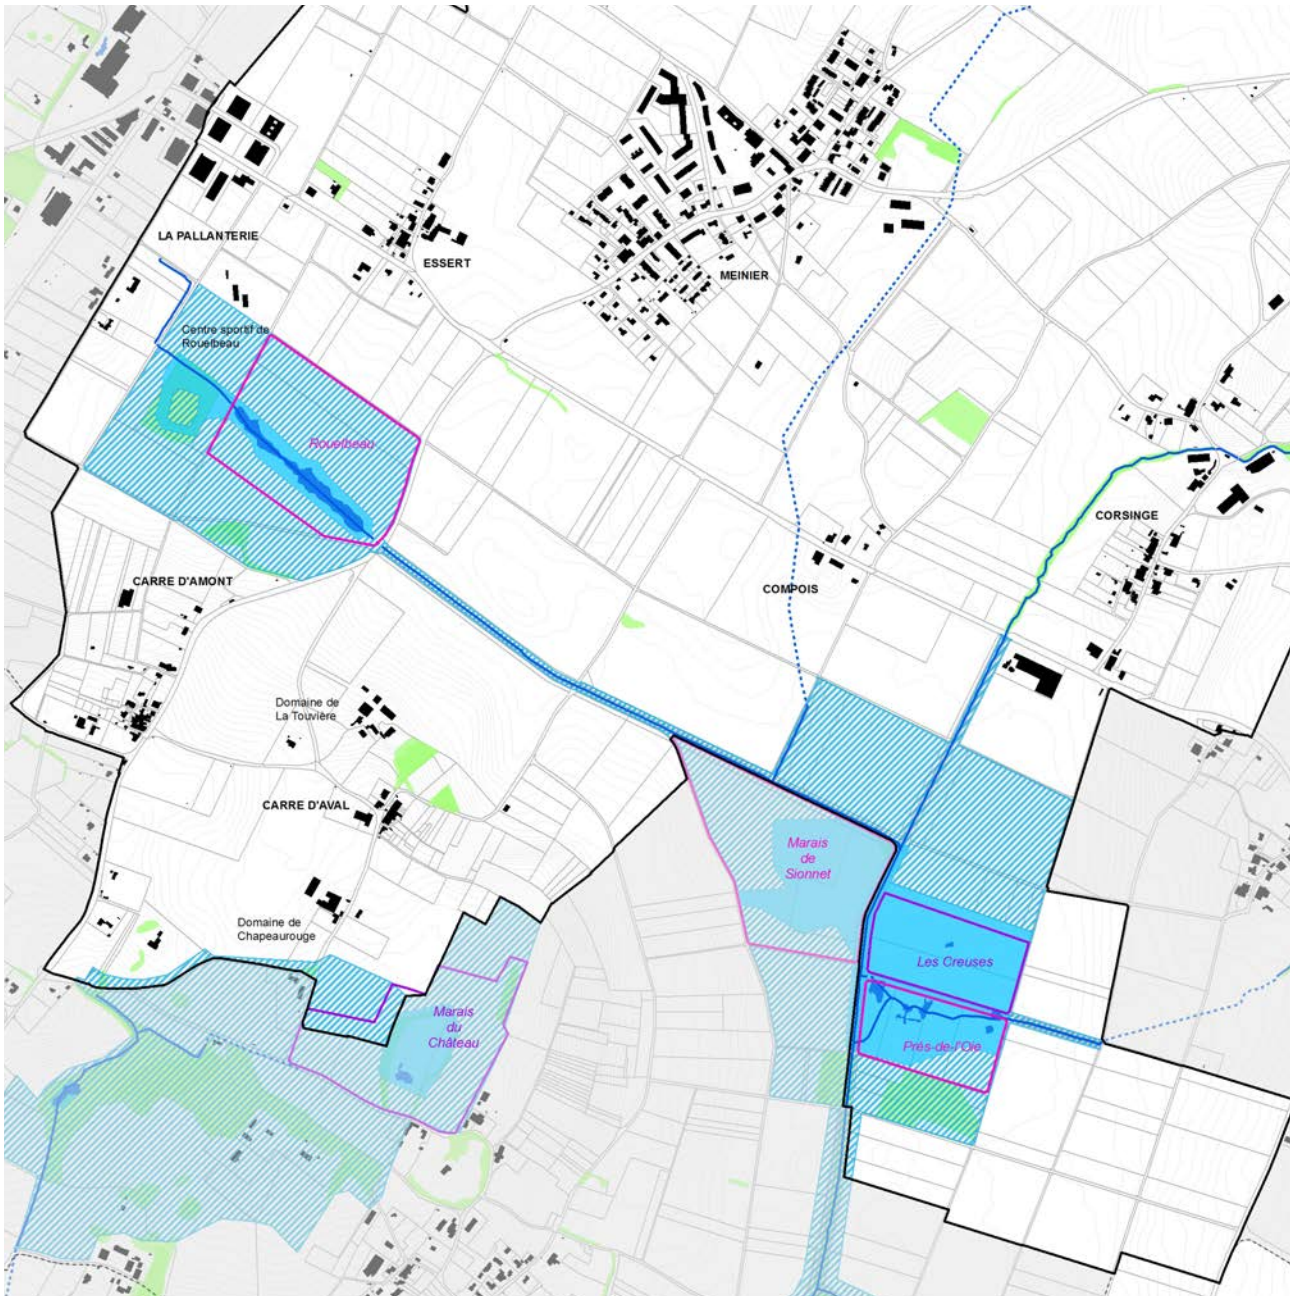 LA PALLANTERIE
ESSERT
MEINIER
Centre sportif de
Rouelbeau
Rouelbeau
CORSINGE
CARRE D'AMONT
COMPOIS
Domaine de
La Touvière
CARRE D'AVAL
Marais
de
Sionnet
Domaine de
Chapeaurouge
Les Creuses
Marais
du
Château
Près-de-l'Oie